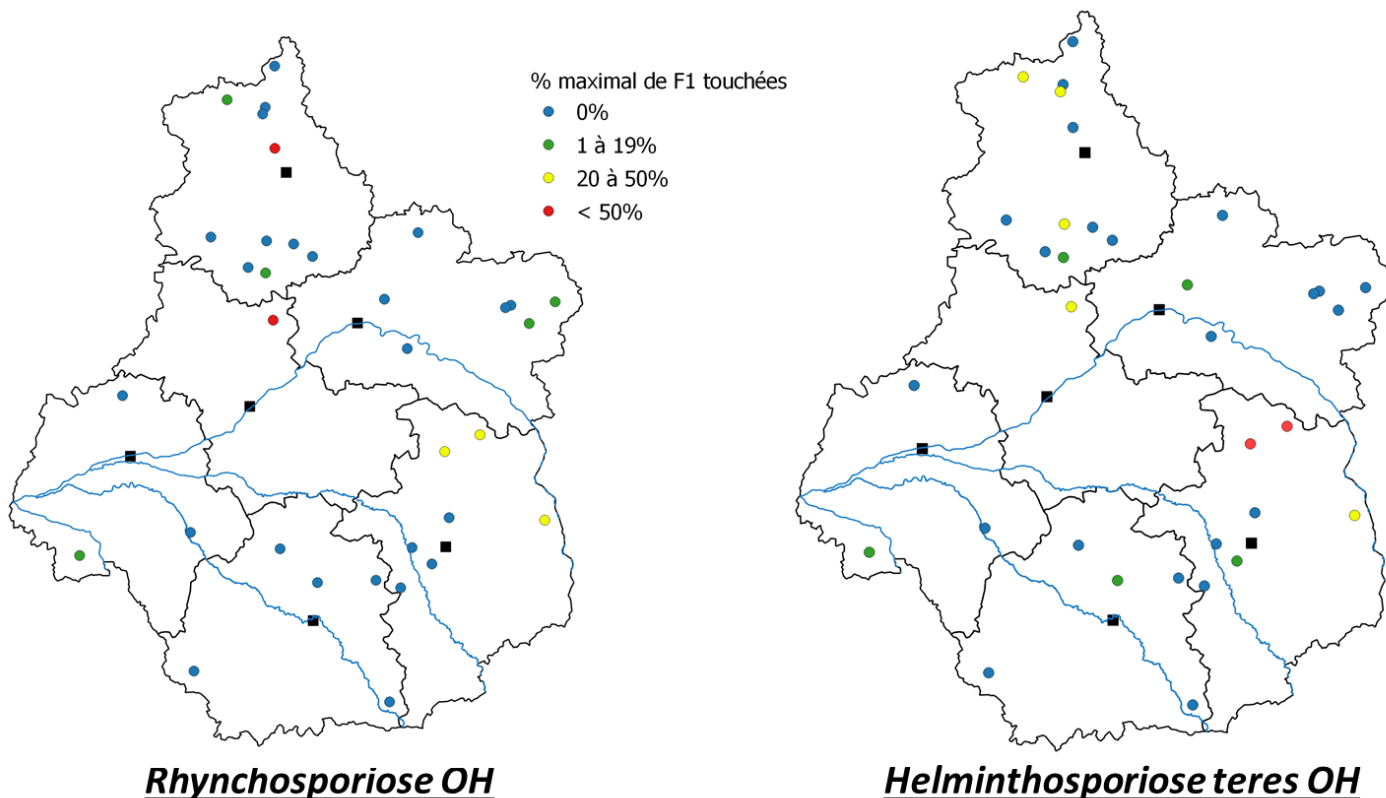 % maximal de F1 touchées
0%
1 à 19%
20 à 50%
< 50%
Rhynchosporiose OH
Helminthosporiose teres OH